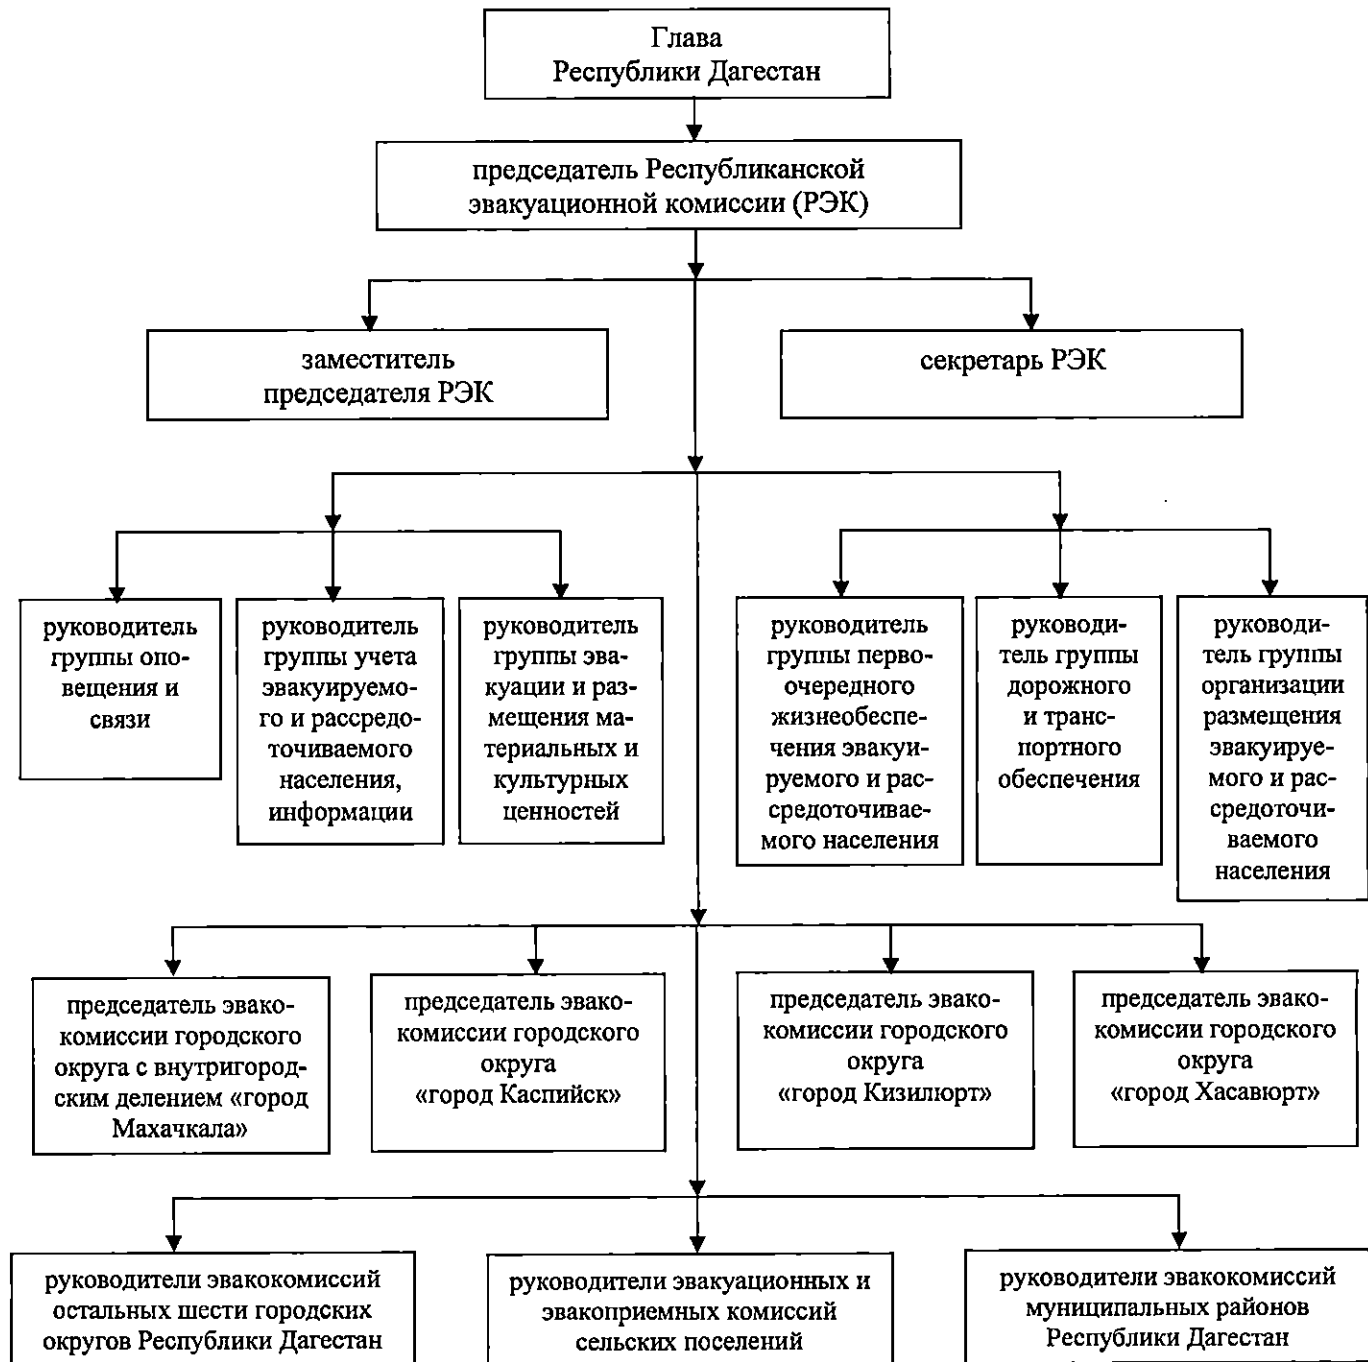 Глава
Республики Дагестан
председатель Республиканской
эвакуационной комиссии (РЭК)
заместитель
председателя РЭК
секретарь РЭК
руководитель
группы опо-
вещения и
связи
руководитель
группы учета
эвакуируемо-
го и рассредо-
точиваемого
населения,
информации
руководитель
группы эва-
куации и раз-
мещения ма-
териальных и
культурных
ценностей
руководитель
группы перво-
очередного
жизнеобеспе-
чения эвакуи-
руемого и рас-
средоточивае-
мого населения
руководи-
тель группы
дорожного
и транс-
портного
обеспечения
руководи-
тель группы
организации
размещения
эвакуируе-
мого и рас-
средоточи-
ваемого
населения
председатель эвако-
комиссии городского
округа с внутригород-
ским делением «город
Махачкала»
председатель эвако-
комиссии городского
округа
«город Каспийск»
председатель эвако-
комиссии городского
округа
«город Кизилюрт»
председатель эвако-
комиссии городского
округа
«город Хасавюрт»
руководители эвакокомиссий
остальных шести городских
округов Республики Дагестан
руководители эвакуационных и
эвакоприемных комиссий
сельских поселений
руководители эвакокомиссий
муниципальных районов
Республики Дагестан